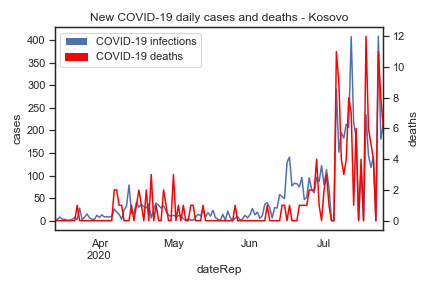 New COVID-19 daily cases and deaths - Kosovo
COVID-19 infections
COVID-19 deaths
400
350
300
250
200
150
100
50
0
cases
12
10
8
6
4
2
0
deaths
Apr
2020
May
Jun
Jul
dateRep